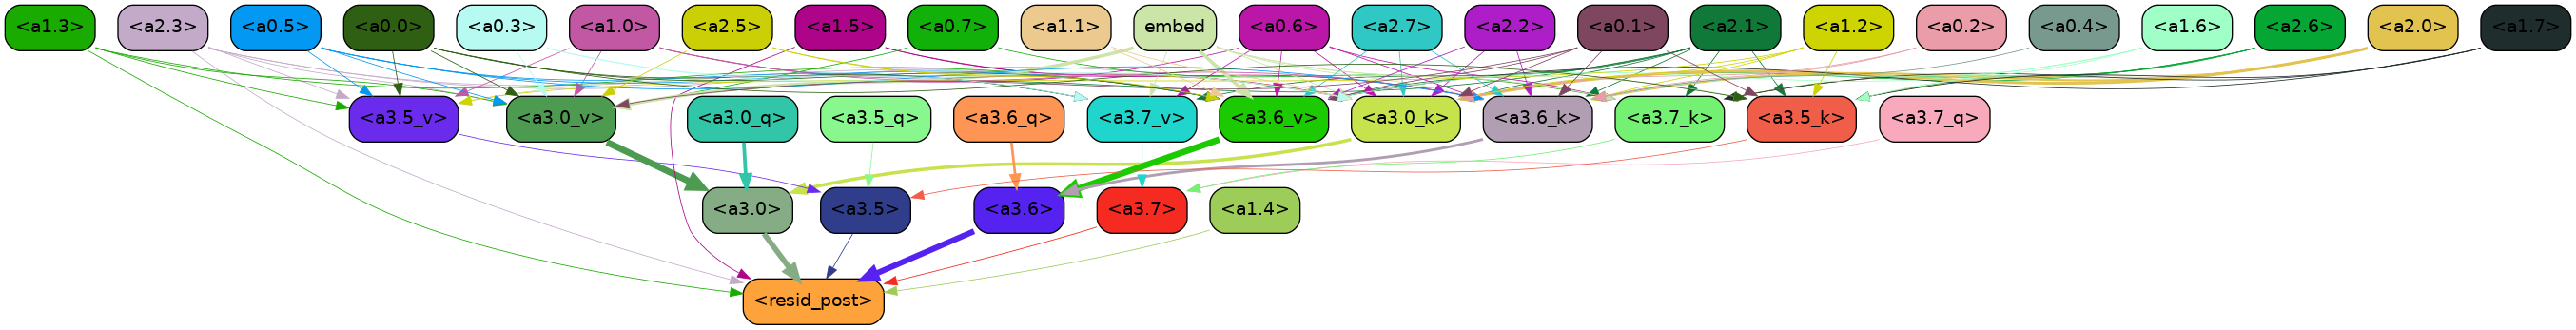 <a1.3> <a2.3> <a0.5> <a0.0> <a0.3> <a1.0> <a2.5> <a1.5> <a0.7> <a1.1> embed <a0.6> <a2.7> <a2.2> <a0.1> <a2.1> <a1.2> <a0.2> <a0.4> <a1.6> <a2.6> <a2.0> <a1.7>
<a3.5_v> <a3.0_v> <a3.0_q> <a3.5_q> <a3.6_q> <a3.7_v> <a3.6_v> <a3.0_k> <a3.6_k> <a3.7_k> <a3.5_k> <a3.7_q>
<a3.0> <a3.5> <a3.6> <a3.7> <a1.4>
<resid_post>